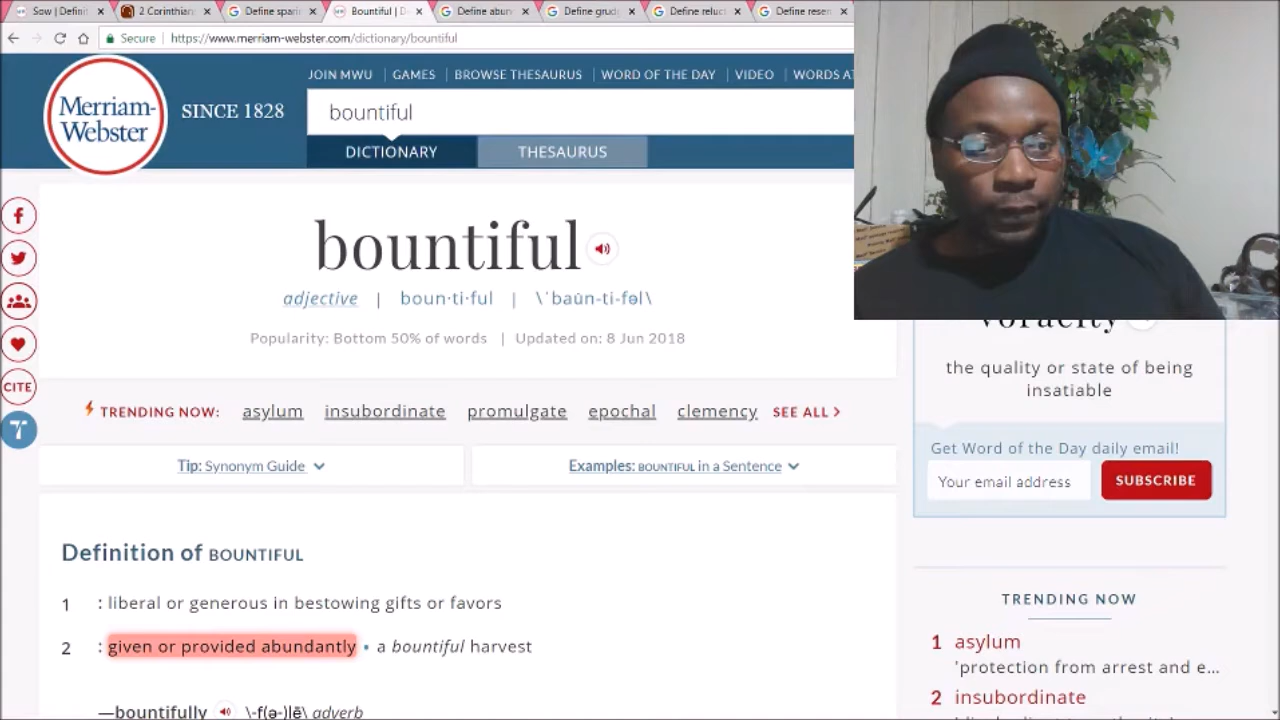 Sow | Definit
2 Corinthian
Define spari
Bountiful | D
Define abun
Define grud
Define reluct
Define resen
Secure
https://www.merriam-webster.com/dictionary/bountiful
JOIN MWU
GAMES
BROWSE THESAURUS
WORD OF THE DAY
VIDEO
WORDS AT
Merriam-
Webster
SINCE 1828
bountiful
DICTIONARY
THESAURUS
bountiful
adjective | boun·ti·ful | \ˈbau̇n-ti-fəl\
Popularity: Bottom 50% of words | Updated on: 8 Jun 2018
CITE
TRENDING NOW: asylum insubordinate promulgate epochal clemency SEE ALL >
Tip: Synonym Guide
Examples: BOUNTIFUL in a Sentence
Definition of BOUNTIFUL
1 : liberal or generous in bestowing gifts or favors
2 : given or provided abundantly • a bountiful harvest
—bountifully \-f(ə-)lē\ adverb
voracity
the quality or state of being
insatiable
Get Word of the Day daily email!
Your email address
SUBSCRIBE
TRENDING NOW
1 asylum
'protection from arrest and e...
2 insubordinate